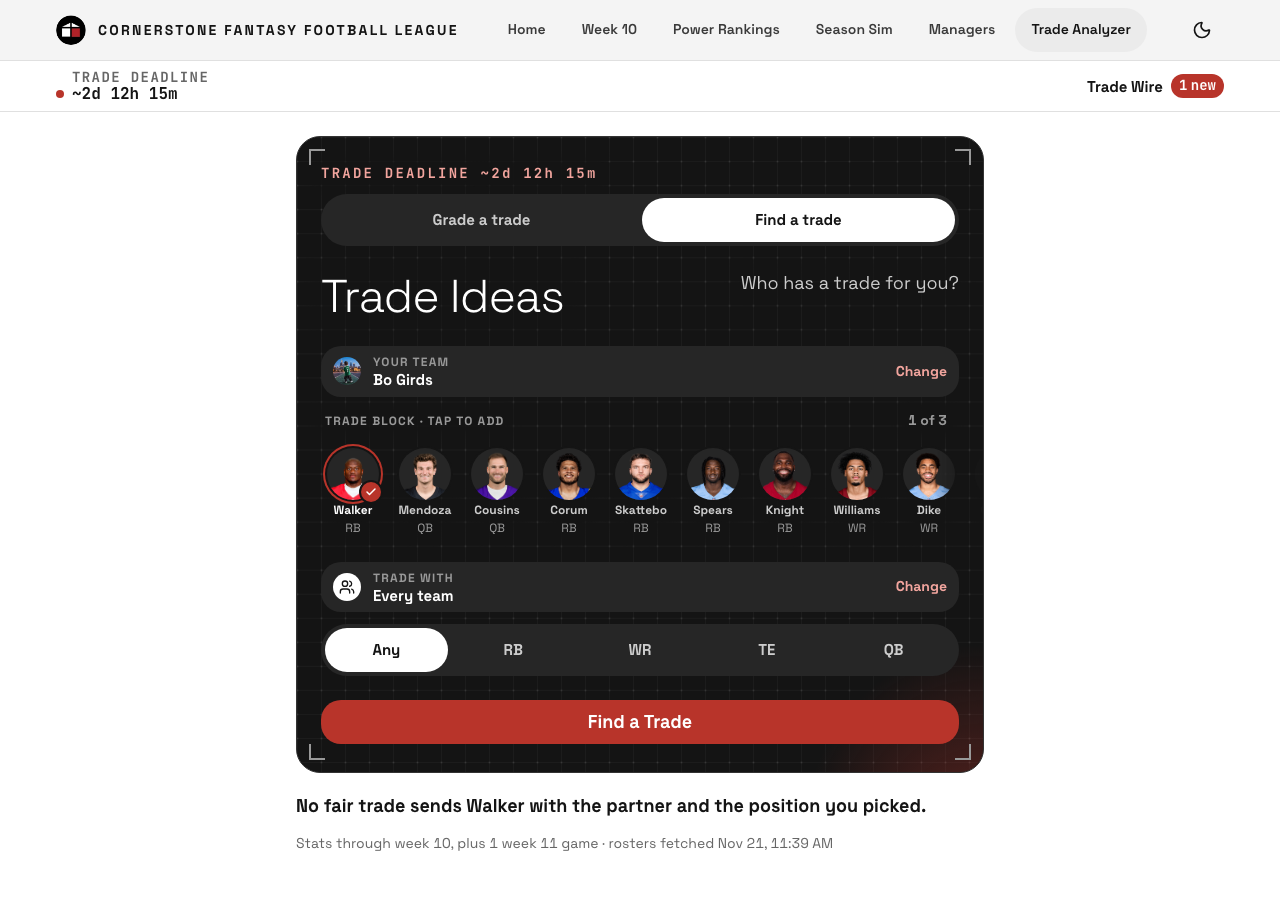 CORNERSTONE FANTASY FOOTBALL LEAGUE
Home
Week 10
Power Rankings
Season Sim
Managers
Trade Analyzer
TRADE DEADLINE
~2d 12h 15m
Trade Wire
1 new
TRADE DEADLINE ~2d 12h 15m
Grade a trade
Find a trade
Trade Ideas
Who has a trade for you?
YOUR TEAM
Bo Girds
Change
TRADE BLOCK · TAP TO ADD
1 of 3
Walker
RB
Mendoza
QB
Cousins
QB
Corum
RB
Skattebo
RB
Spears
RB
Knight
RB
Williams
WR
Dike
WR
TRADE WITH
Every team
Change
Any
RB
WR
TE
QB
Find a Trade
No fair trade sends Walker with the partner and the position you picked.
Stats through week 10, plus 1 week 11 game · rosters fetched Nov 21, 11:39 AM